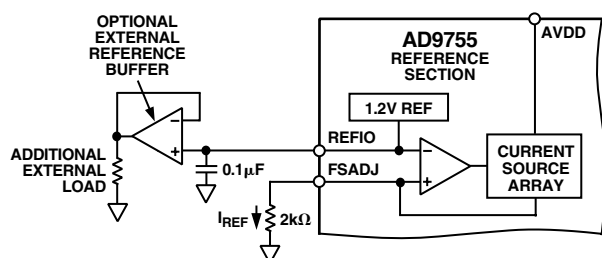 OPTIONAL
EXTERNAL
REFERENCE
BUFFER
AD9755
REFERENCE
SECTION
AVDD
1.2V REF
REFIO
FSADJ
ADDITIONAL
EXTERNAL
LOAD
0.1μF
IREF
2kΩ
CURRENT
SOURCE
ARRAY
−
+
−
+